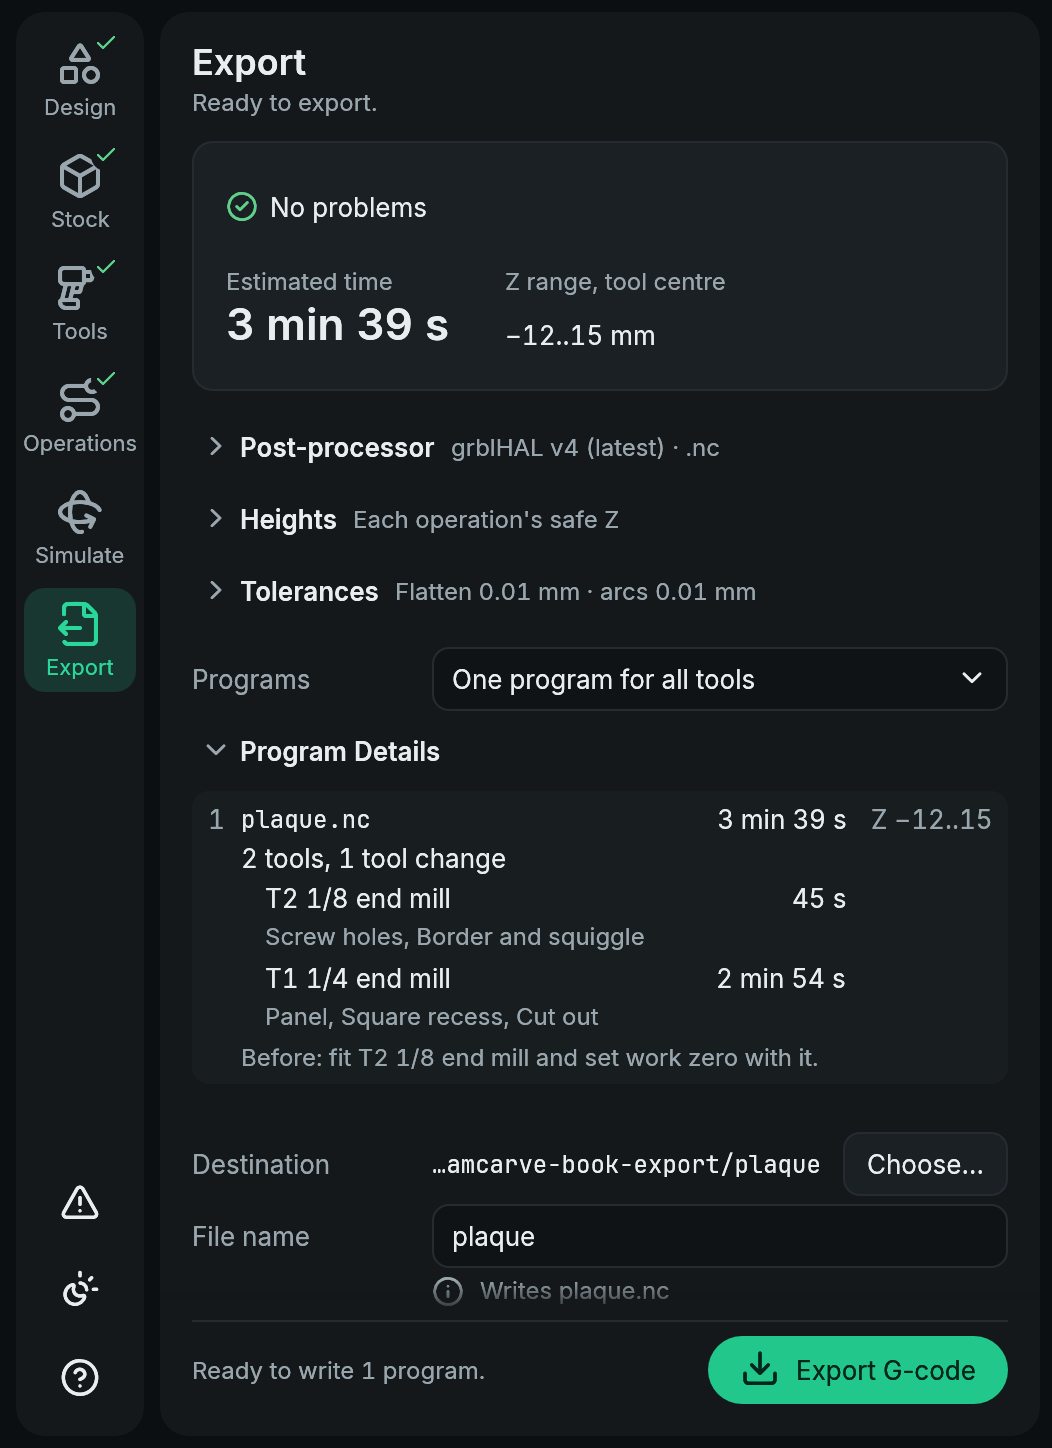 Design
Stock
Tools
Operations
Simulate
Export
Export
Ready to export.
No problems
Estimated time
3 min 39 s
Z range, tool centre
−12..15 mm
Post-processor grblHAL v4 (latest) · .nc
Heights Each operation's safe Z
Tolerances Flatten 0.01 mm · arcs 0.01 mm
Programs One program for all tools
Program Details
1 plaque.nc 3 min 39 s Z −12..15
2 tools, 1 tool change
T2 1/8 end mill 45 s
Screw holes, Border and squiggle
T1 1/4 end mill 2 min 54 s
Panel, Square recess, Cut out
Before: fit T2 1/8 end mill and set work zero with it.
Destination …amcarve-book-export/plaque Choose...
File name plaque
Writes plaque.nc
Ready to write 1 program. Export G-code